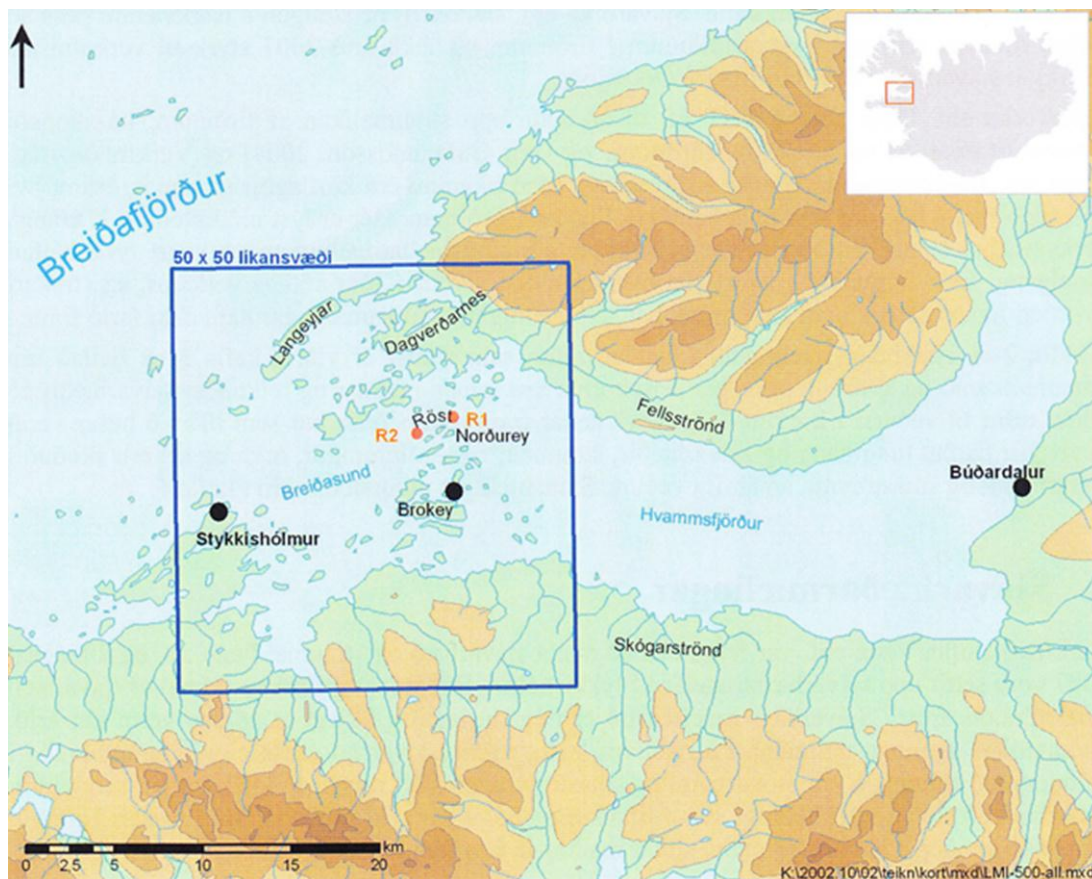 Breiðafjörður
50 x 50 líkansvæði
Langeyjar
Dagverðarnes
Fellsströnd
Röst
R1
R2
Norðurey
Breiðasund
Búðardalur
Brokey
Hvammsfjörður
Stykkishólmur
Skógarströnd
km
0 2,5 5 10 15 20
K:\2002.10\02\teikn\kort\mxd\LMI-500-all.mxd